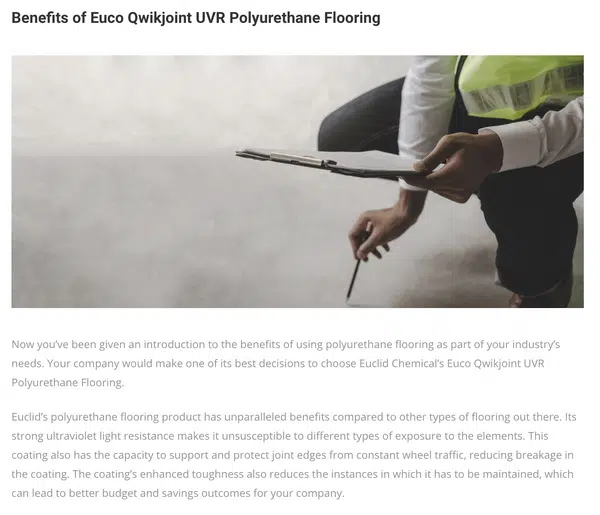 Benefits of Euco Qwikjoint UVR Polyurethane Flooring
Now you’ve been given an introduction to the benefits of using polyurethane flooring as part of your industry’s
needs. Your company would make one of its best decisions to choose Euclid Chemical’s Euco Qwikjoint UVR
Polyurethane Flooring.
Euclid’s polyurethane flooring product has unparalleled benefits compared to other types of flooring out there. Its
strong ultraviolet light resistance makes it unsusceptible to different types of exposure to the elements. This
coating also has the capacity to support and protect joint edges from constant wheel traffic, reducing breakage in
the coating. The coating’s enhanced toughness also reduces the instances in which it has to be maintained, which
can lead to better budget and savings outcomes for your company.